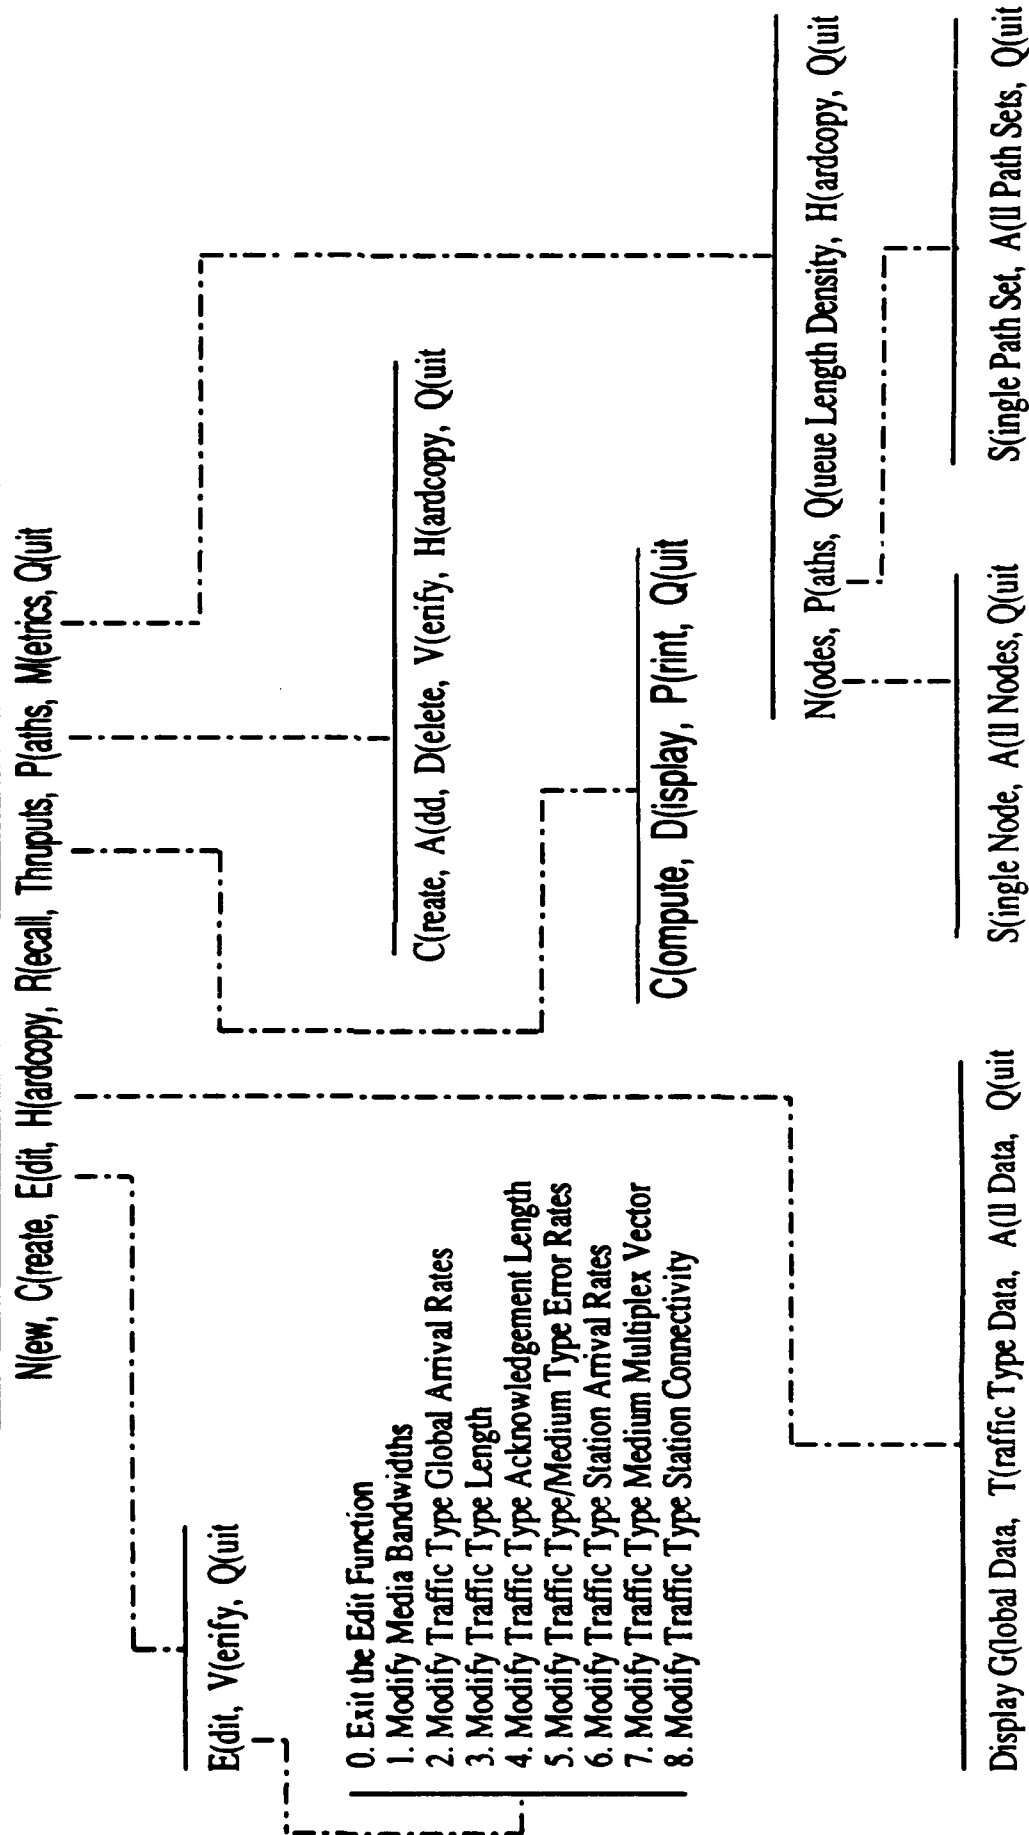 N(ew, C(reate, E(dit, H(ardcopy, R(ecall, Thruputs, P(aths, M(etrics, Q(uit
E(dit, V(erify, Q(uit
0. Exit the Edit Function
1. Modify Media Bandwidths
2. Modify Traffic Type Global Arrival Rates
3. Modify Traffic Type Length
4. Modify Traffic Type Acknowledgement Length
5. Modify Traffic Type/Medium Type Error Rates
6. Modify Traffic Type Station Arrival Rates
7. Modify Traffic Type Medium Multiplex Vector
8. Modify Traffic Type Station Connectivity
C(reate, A(dd, D(elete, V(erify, H(ardcopy, Q(uit
C(ompute, D(isplay, P(rint, Q(uit
N(odes, P(aths, Q(ueue Length Density, H(ardcopy, Q(uit
Display G(lobal Data, T(raffic Type Data, A(ll Data, Q(uit
S(ingle Node, A(ll Nodes, Q(uit
S(ingle Path Set, A(ll Path Sets, Q(uit